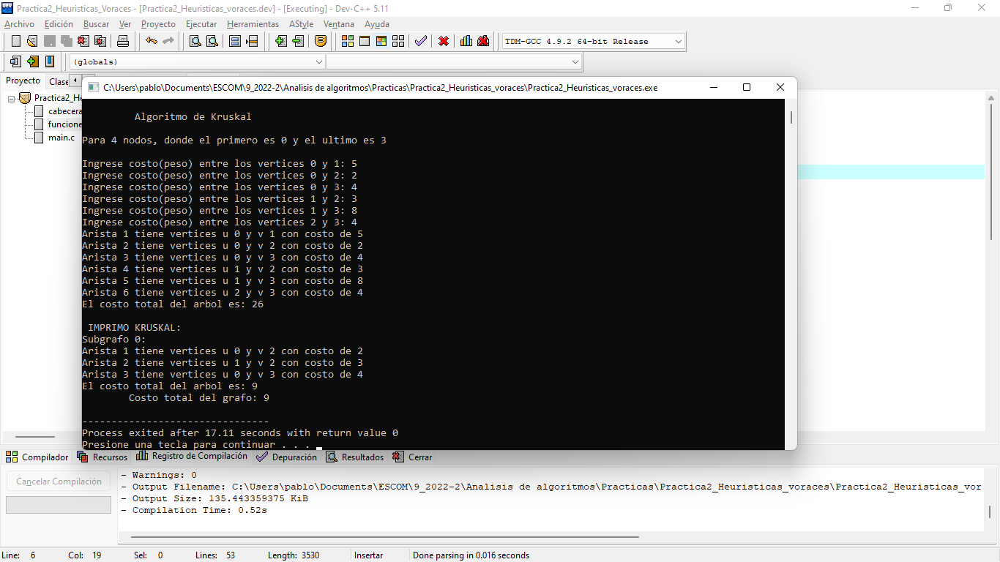 Practica2_Heuristicas_Voraces - [Practica2_Heuristicas_voraces.dev] - [Executing] - Dev-C++ 5.11
Archivo Edición Buscar Ver Proyecto Ejecutar Herramientas AStyle Ventana Ayuda
TDM-GCC 4.9.2 64-bit Release
(globals)
Proyecto Clase
Practica2_He
cabecera
funcione
main.c
C:\Users\pablo\Documents\ESCOM\9_2022-2\Analisis de algoritmos\Practicas\Practica2_Heuristicas_voraces\Practica2_Heuristicas_voraces.exe
Algoritmo de Kruskal
Para 4 nodos, donde el primero es 0 y el ultimo es 3
Ingrese costo(peso) entre los vertices 0 y 1: 5
Ingrese costo(peso) entre los vertices 0 y 2: 2
Ingrese costo(peso) entre los vertices 0 y 3: 4
Ingrese costo(peso) entre los vertices 1 y 2: 3
Ingrese costo(peso) entre los vertices 1 y 3: 8
Ingrese costo(peso) entre los vertices 2 y 3: 4
Arista 1 tiene vertices u 0 y v 1 con costo de 5
Arista 2 tiene vertices u 0 y v 2 con costo de 2
Arista 3 tiene vertices u 0 y v 3 con costo de 4
Arista 4 tiene vertices u 1 y v 2 con costo de 3
Arista 5 tiene vertices u 1 y v 3 con costo de 8
Arista 6 tiene vertices u 2 y v 3 con costo de 4
El costo total del arbol es: 26
IMPRIMO KRUSKAL:
Subgrafo 0:
Arista 1 tiene vertices u 0 y v 2 con costo de 2
Arista 2 tiene vertices u 1 y v 2 con costo de 3
Arista 3 tiene vertices u 0 y v 3 con costo de 4
El costo total del arbol es: 9
Costo total del grafo: 9
--------------------------------
Process exited after 17.11 seconds with return value 0
Presione una tecla para continuar . . .
Compilador Recursos Registro de Compilación Depuración Resultados Cerrar
Cancelar Compilación
- Warnings: 0
- Output Filename: C:\Users\pablo\Documents\ESCOM\9_2022-2\Analisis de algoritmos\Practicas\Practica2_Heuristicas_voraces\Practica2_Heuristicas_vor
- Output Size: 135.443359375 KiB
- Compilation Time: 0.52s
Line: 6 Col: 19 Sel: 0 Lines: 53 Length: 3530 Insertar Done parsing in 0.016 seconds